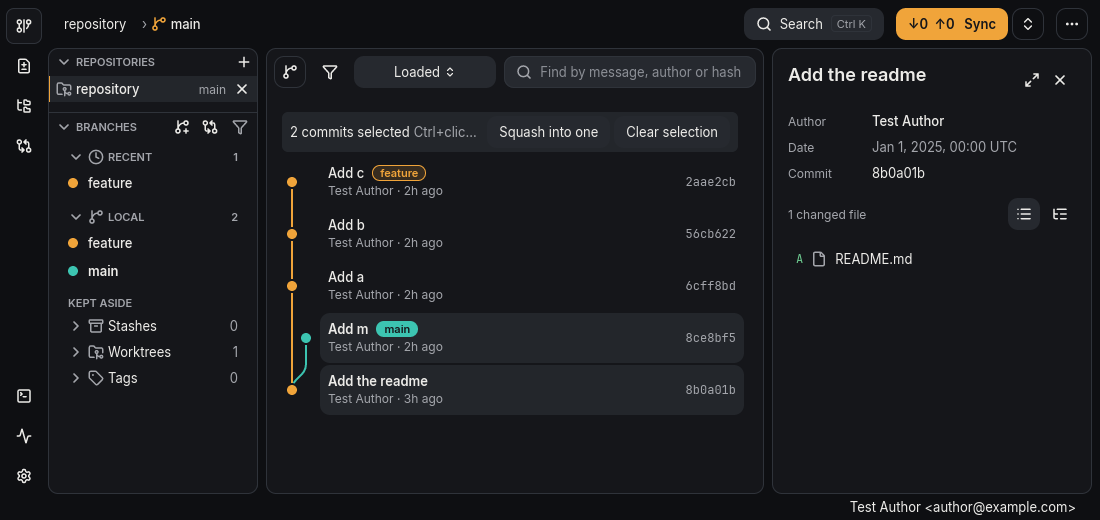 repository › main
Search Ctrl K
↓0 ↑0 Sync
REPOSITORIES
repository main
BRANCHES
RECENT 1
feature
LOCAL 2
feature
main
KEPT ASIDE
Stashes 0
Worktrees 1
Tags 0
Loaded
Find by message, author or hash
2 commits selected Ctrl+clic... Squash into one Clear selection
Add c feature
Test Author · 2h ago 2aae2cb
Add b
Test Author · 2h ago 56cb622
Add a
Test Author · 2h ago 6cff8bd
Add m main
Test Author · 2h ago 8ce8bf5
Add the readme
Test Author · 3h ago 8b0a01b
Add the readme
Author Test Author
Date Jan 1, 2025, 00:00 UTC
Commit 8b0a01b
1 changed file
A README.md
Test Author <author@example.com>